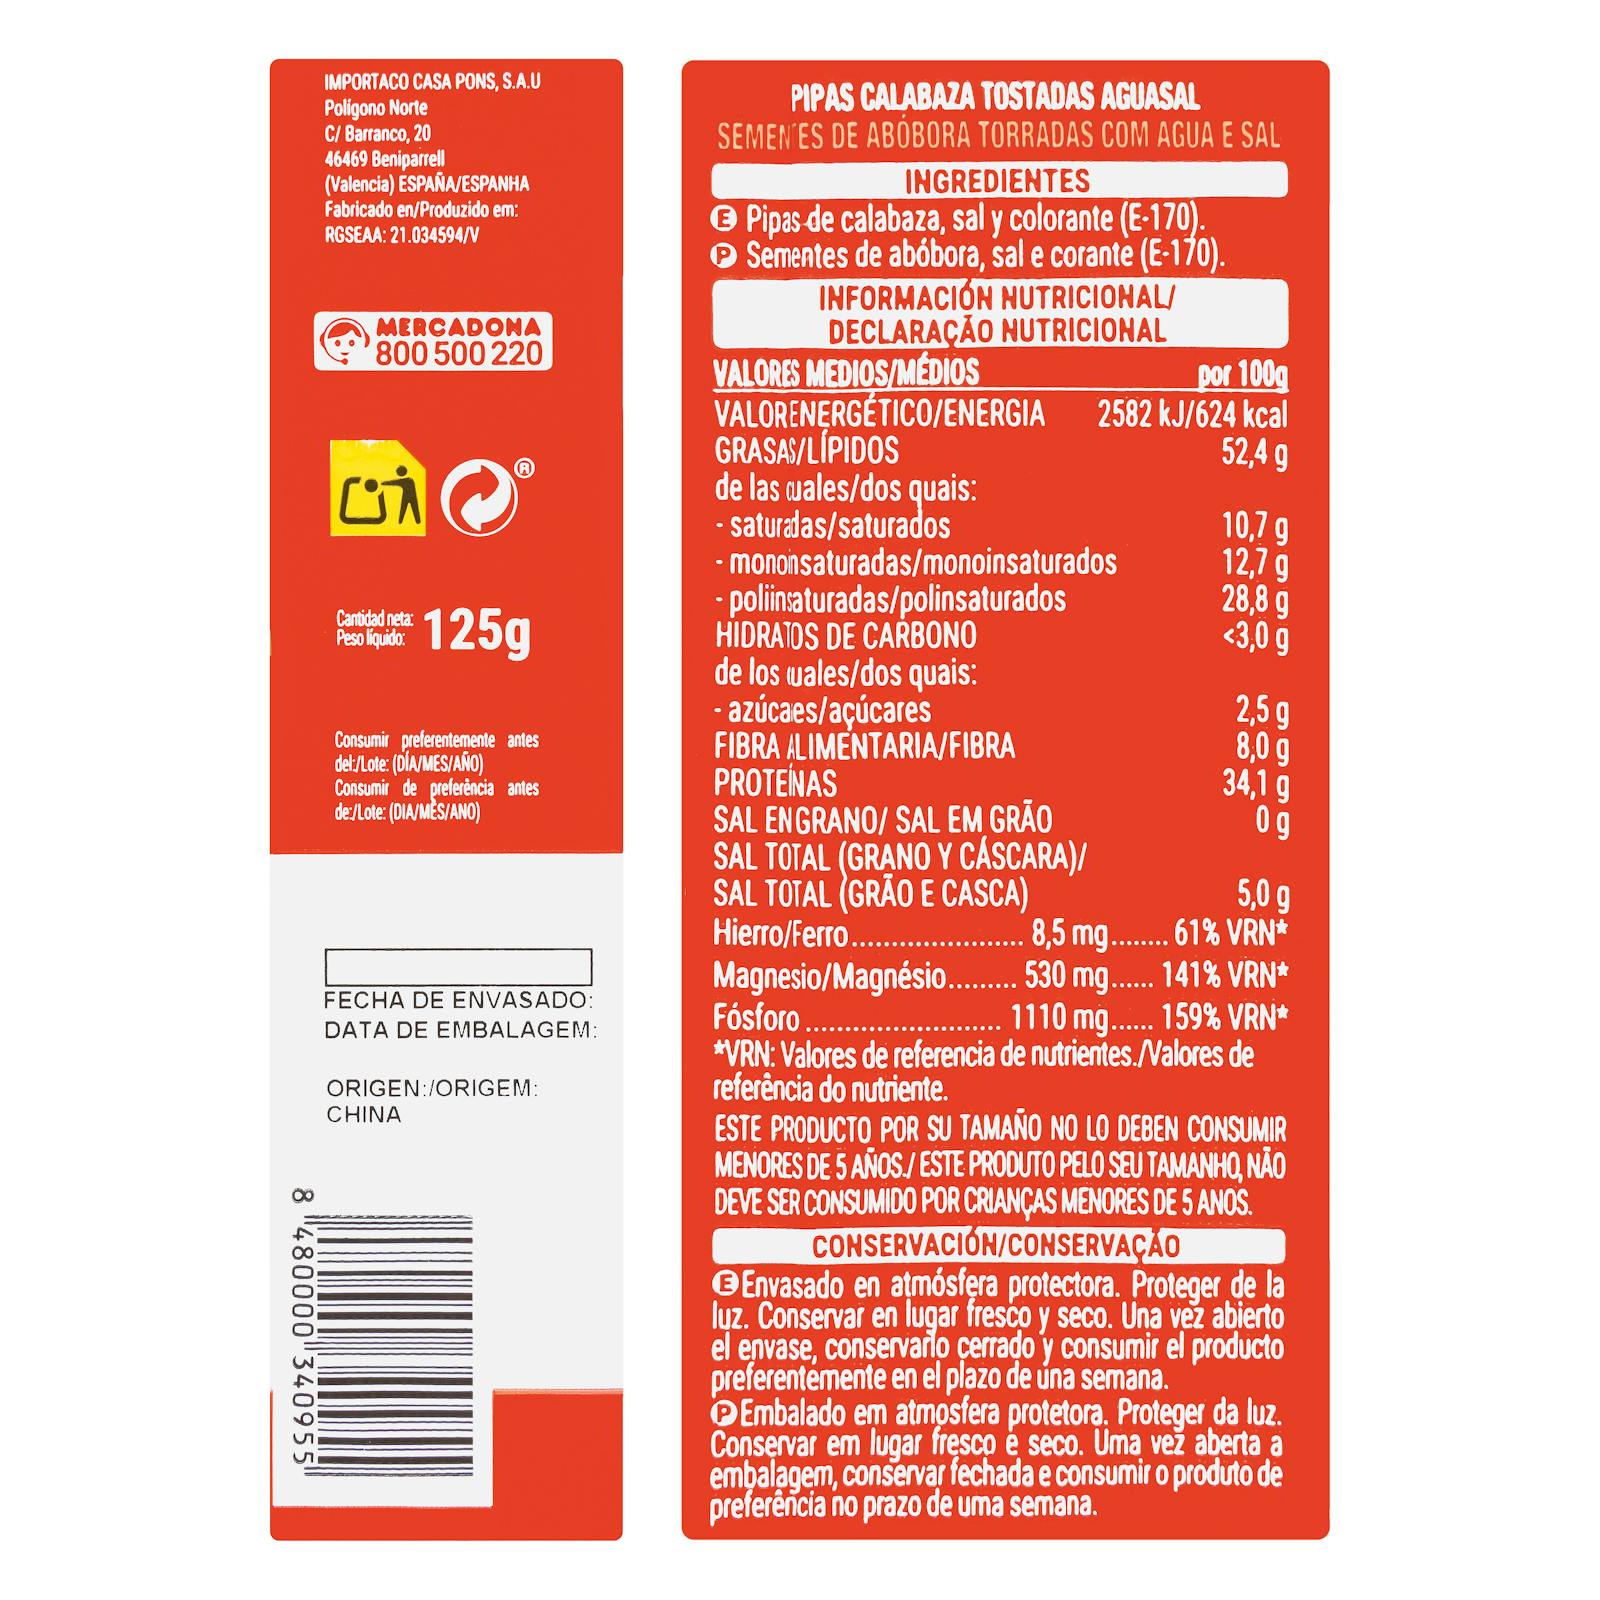 IMPORTACO CASA PONS, S.A.U
Polígono Norte
C/ Barranco, 20
46469 Beniparrell
(Valencia) ESPAÑA/ESPANHA
Fabricado en/Produzido em:
RGSEAA: 21.034594/V
MERCADONA
800 500 220
®
Cantidad neta:
Peso líquido:
125g
Consumir preferentemente antes
del:/Lote: (DÍA/MES/AÑO)
Consumir de preferência antes
de:/Lote: (DIA/MÊS/ANO)
FECHA DE ENVASADO:
DATA DE EMBALAGEM:
ORIGEN:/ORIGEM:
CHINA
8 480000 340955
PIPAS CALABAZA TOSTADAS AGUASAL
SEMENTES DE ABÓBORA TORRADAS COM AGUA E SAL
INGREDIENTES
E Pipas de calabaza, sal y colorante (E-170).
P Sementes de abóbora, sal e corante (E-170).
INFORMACIÓN NUTRICIONAL/
DECLARAÇÃO NUTRICIONAL
VALORES MEDIOS/MÉDIOS por 100g
VALOR ENERGÉTICO/ENERGIA 2582 kJ/624 kcal
GRASAS/LÍPIDOS 52,4 g
de las cuales/dos quais:
- saturadas/saturados 10,7 g
- monoinsaturadas/monoinsaturados 12,7 g
- poliinsaturadas/polinsaturados 28,8 g
HIDRATOS DE CARBONO <3,0 g
de los cuales/dos quais:
- azúcares/açúcares 2,5 g
FIBRA ALIMENTARIA/FIBRA 8,0 g
PROTEÍNAS 34,1 g
SAL EN GRANO/ SAL EM GRÃO 0 g
SAL TOTAL (GRANO Y CÁSCARA)/
SAL TOTAL (GRÃO E CASCA) 5,0 g
Hierro/Ferro...................... 8,5 mg........ 61% VRN*
Magnesio/Magnésio......... 530 mg...... 141% VRN*
Fósforo ......................... 1110 mg...... 159% VRN*
*VRN: Valores de referencia de nutrientes./Valores de
referência do nutriente.
ESTE PRODUCTO POR SU TAMAÑO NO LO DEBEN CONSUMIR
MENORES DE 5 AÑOS./ ESTE PRODUTO PELO SEU TAMANHO, NÃO
DEVE SER CONSUMIDO POR CRIANÇAS MENORES DE 5 ANOS.
CONSERVACIÓN/CONSERVAÇÃO
E Envasado en atmósfera protectora. Proteger de la
luz. Conservar en lugar fresco y seco. Una vez abierto
el envase, conservarlo cerrado y consumir el producto
preferentemente en el plazo de una semana.
P Embalado em atmosfera protetora. Proteger da luz.
Conservar em lugar fresco e seco. Uma vez aberta a
embalagem, conservar fechada e consumir o produto de
preferência no prazo de uma semana.